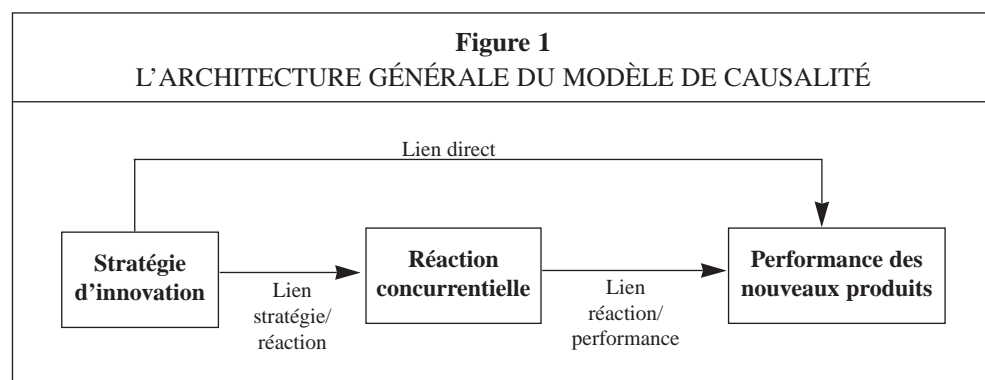 Figure 1
L'ARCHITECTURE GÉNÉRALE DU MODÈLE DE CAUSALITÉ
Lien direct
Stratégie
d'innovation
Lien
stratégie/
réaction
Réaction
concurrentielle
Lien
réaction/
performance
Performance des
nouveaux produits